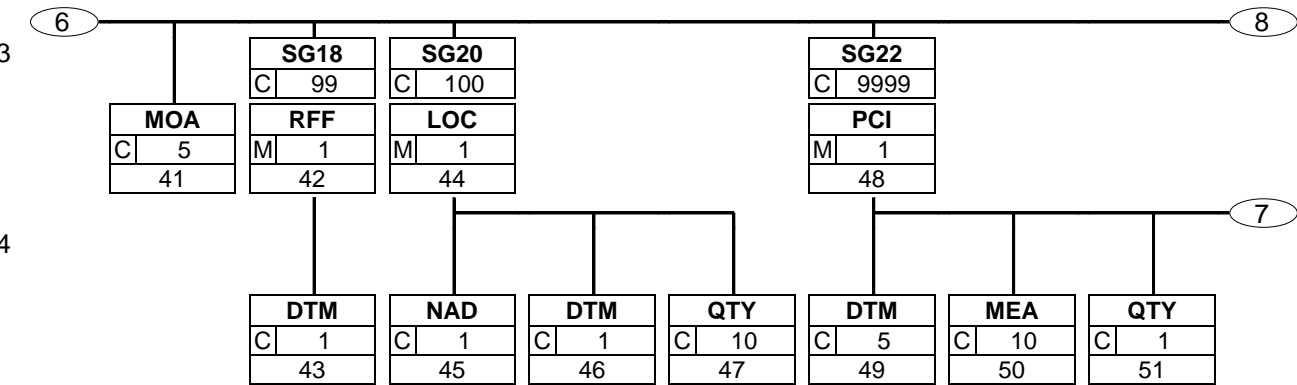 6 8
3 SG18 SG20 SG22
C 99 C 100 C 9999
MOA RFF LOC PCI
C 5 M 1 M 1 M 1
41 42 44 48
7
4
DTM NAD DTM QTY DTM MEA QTY
C 1 C 1 C 1 C 10 C 5 C 10 C 1
43 45 46 47 49 50 51